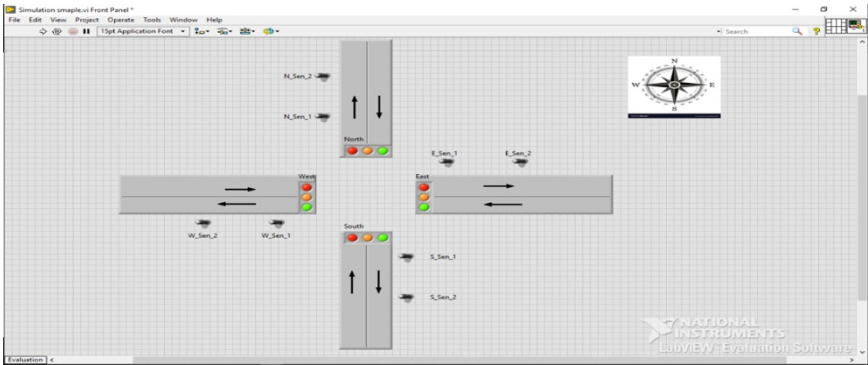 Simulation smaple.vi Front Panel *
File Edit View Project Operate Tools Window Help
15pt Application Font
Search
N_Sen_2
N_Sen_1
North
N
W E
S
E_Sen_1 E_Sen_2
West East
W_Sen_2 W_Sen_1
South
S_Sen_1
S_Sen_2
NATIONAL
INSTRUMENTS
LabVIEW™ Evaluation Software
Evaluation